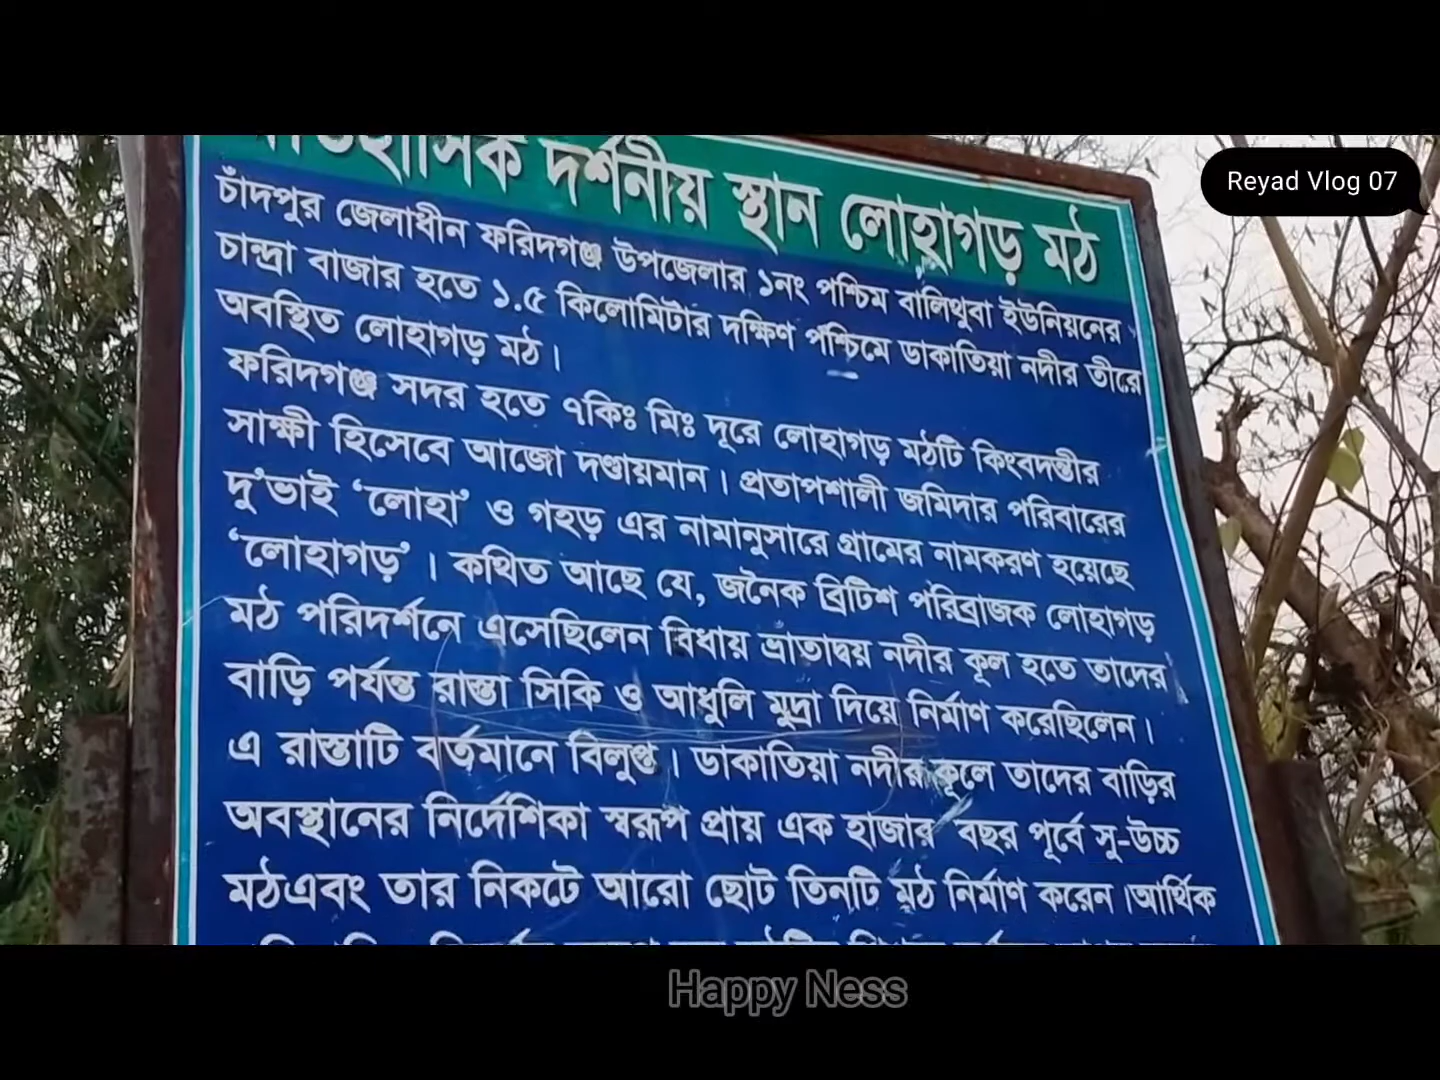 Reyad Vlog 07
দর্শনীয় স্থান লোহাগড় মঠ
চাঁদপুর জেলাধীন ফরিদগঞ্জ উপজেলার ১নং পশ্চিম বালিথুবা ইউনিয়নের
চান্দ্রা বাজার হতে ১.৫ কিলোমিটার দক্ষিণ পশ্চিমে ডাকাতিয়া নদীর তীরে
অবস্থিত লোহাগড় মঠ।
ফরিদগঞ্জ সদর হতে ৭কিঃ মিঃ দূরে লোহাগড় মঠটি কিংবদন্তীর
সাক্ষী হিসেবে আজো দণ্ডায়মান। প্রতাপশালী জমিদার পরিবারের
দু'ভাই ‘লোহা’ ও গহড় এর নামানুসারে গ্রামের নামকরণ হয়েছে
‘লোহাগড়’। কথিত আছে যে, জনৈক ব্রিটিশ পরিব্রাজক লোহাগড়
মঠ পরিদর্শনে এসেছিলেন বিধায় ভ্রাতাদ্বয় নদীর কূল হতে তাদের
বাড়ি পর্যন্ত রাস্তা সিকি ও আধুলি মুদ্রা দিয়ে নির্মাণ করেছিলেন।
এ রাস্তাটি বর্তমানে বিলুপ্ত। ডাকাতিয়া নদীর কূলে তাদের বাড়ির
অবস্থানের নির্দেশিকা স্বরূপ প্রায় এক হাজার বছর পূর্বে সু-উচ্চ
মঠএবং তার নিকটে আরো ছোট তিনটি মঠ নির্মাণ করেন।আর্থিক
Happy Ness